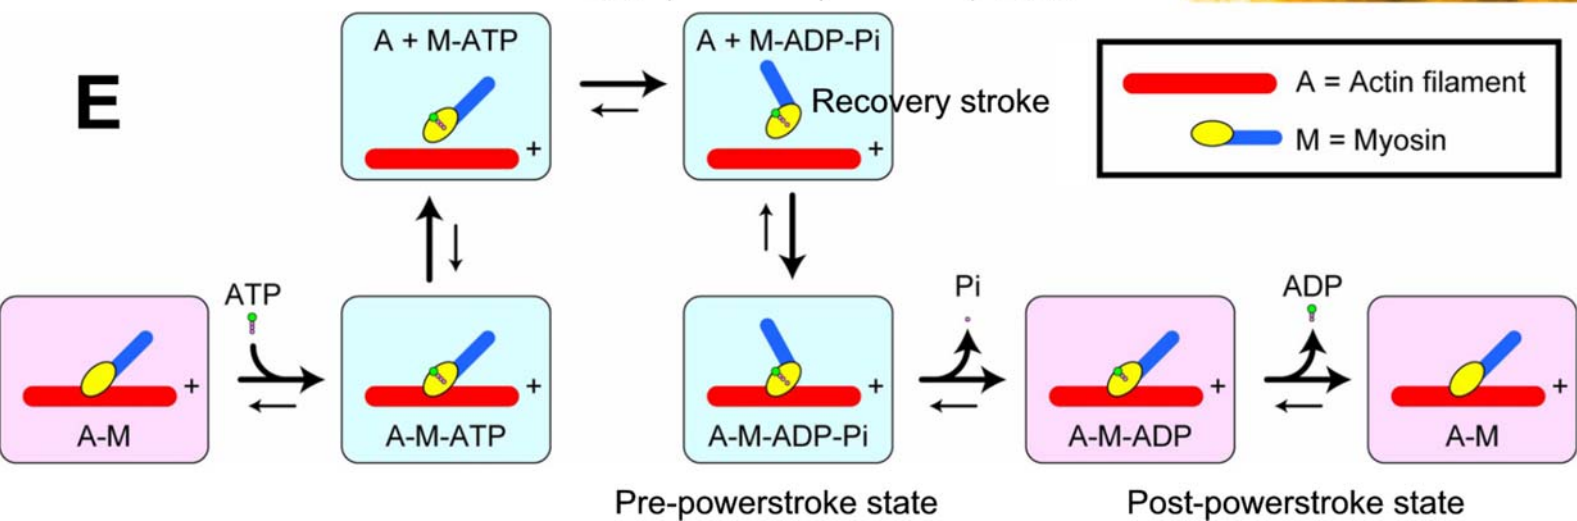 E
A + M-ATP
+
A + M-ADP-Pi
Recovery stroke
+
A = Actin filament
M = Myosin
+
A-M
ATP
+
A-M-ATP
+
A-M-ADP-Pi
Pi
+
A-M-ADP
ADP
+
A-M
Pre-powerstroke state
Post-powerstroke state